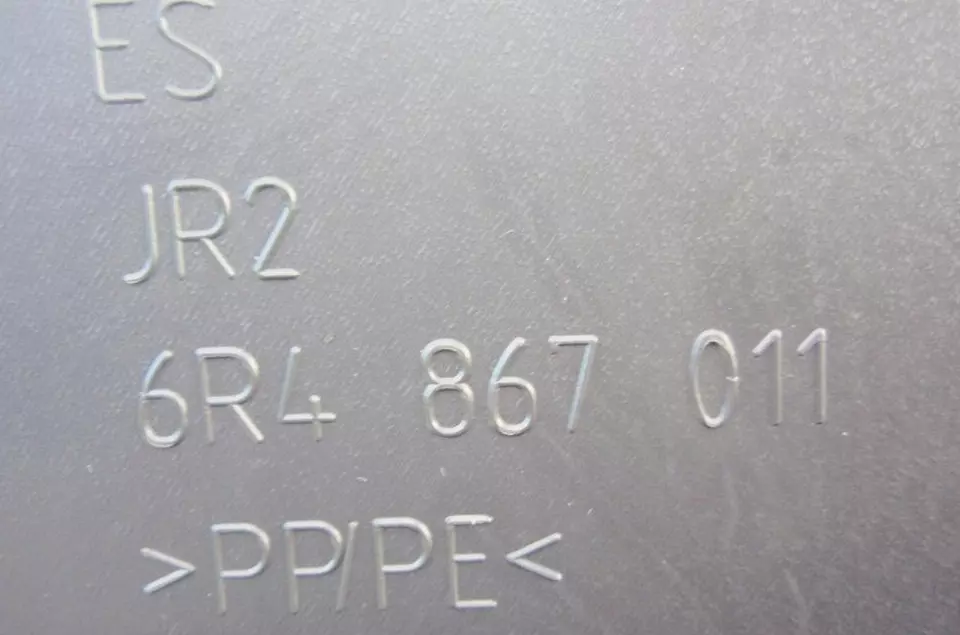 ES
JR2
6R4 867 011
>PP/PE<